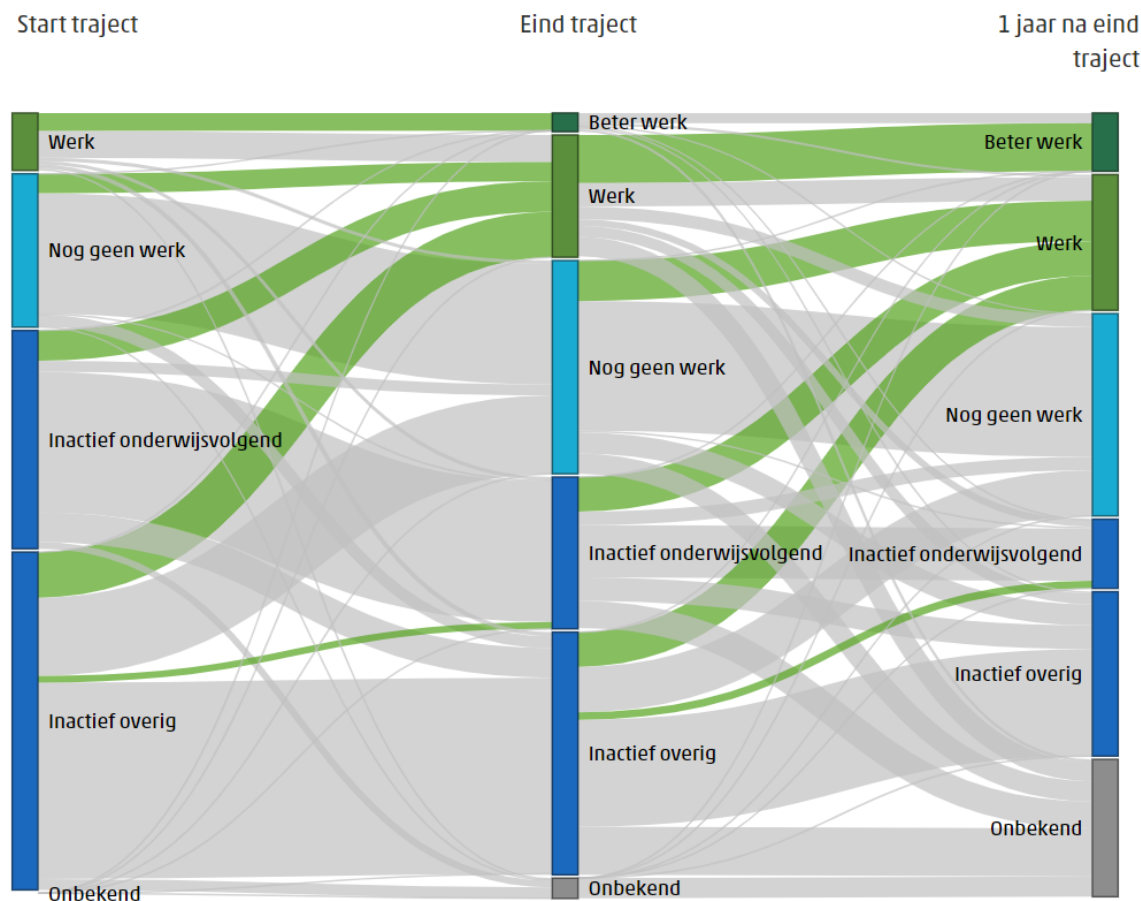 Start traject
Eind traject
1 jaar na eind
traject
Werk
Nog geen werk
Inactief onderwijsvolgend
Inactief overig
Onbekend
Beter werk
Werk
Nog geen werk
Inactief onderwijsvolgend
Inactief overig
Onbekend
Beter werk
Werk
Nog geen werk
Inactief onderwijsvolgend
Inactief overig
Onbekend